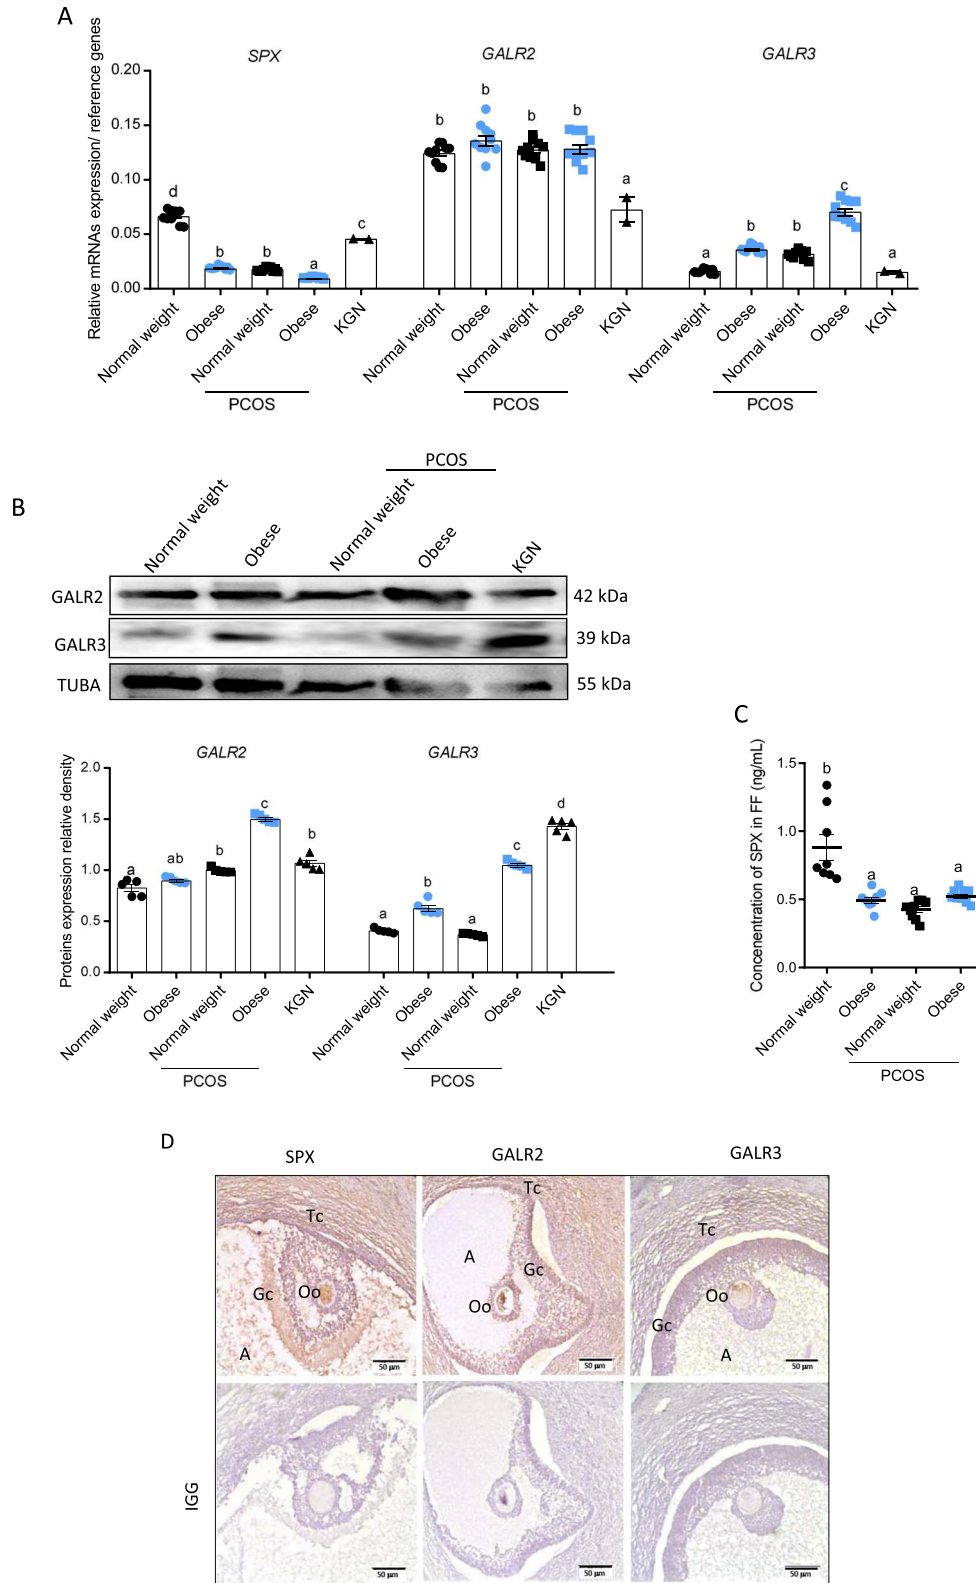 A
Relative mRNAs expression/ reference genes
SPX
GALR2
GALR3
0.20
0.15
0.10
0.05
0.00
d
b
b
a
c
b
b
b
b
a
a
b
b
c
a
Normal weight
Obese
Normal weight
Obese
KGN
Normal weight
Obese
Normal weight
Obese
KGN
Normal weight
Obese
Normal weight
Obese
KGN
PCOS
PCOS
PCOS
B
PCOS
Normal weight
Obese
Normal weight
Obese
KGN
GALR2
42 kDa
GALR3
39 kDa
TUBA
55 kDa
Proteins expression relative density
GALR2
GALR3
2.0
1.5
1.0
0.5
0.0
a
ab
b
c
b
a
b
a
c
d
Normal weight
Obese
Normal weight
Obese
KGN
Normal weight
Obese
Normal weight
Obese
KGN
PCOS
PCOS
C
Concenentration of SPX in FF (ng/mL)
1.5
1.0
0.5
0.0
b
a
a
a
Normal weight
Obese
Normal weight
Obese
PCOS
D
SPX
GALR2
GALR3
Tc
Gc
Oo
A
50 µm
Tc
A
Gc
Oo
50 µm
Tc
Oo
Gc
A
50 µm
IGG
50 µm
50 µm
50 µm